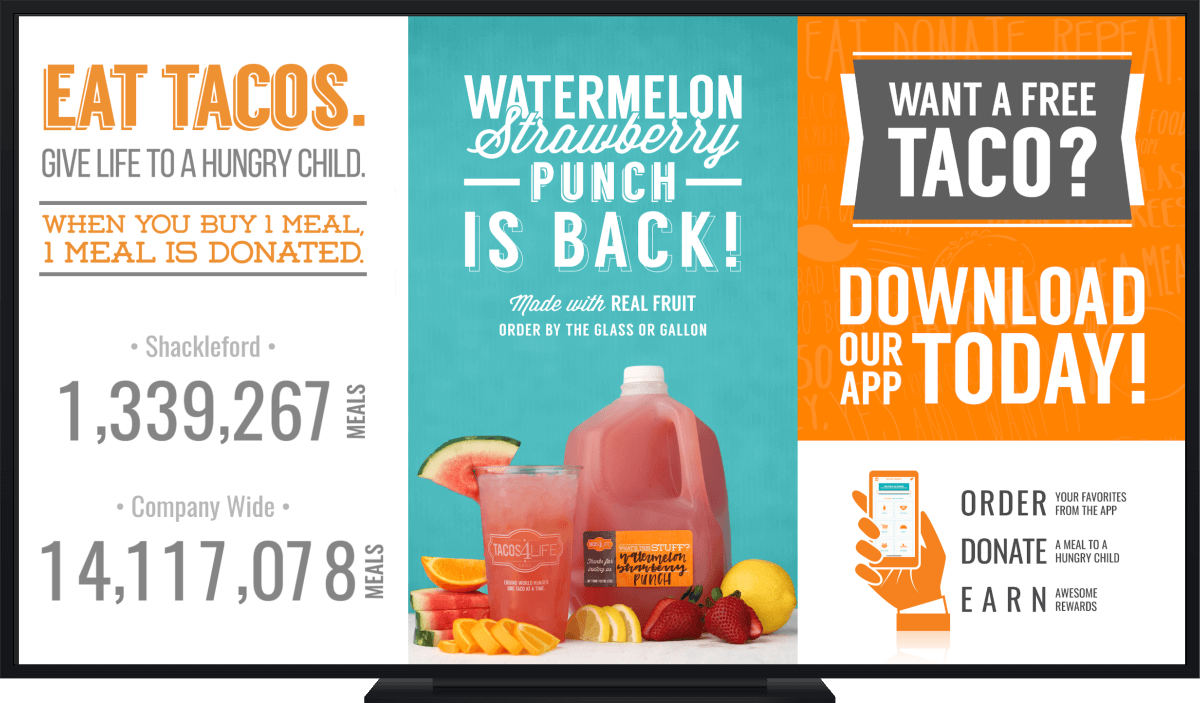 EAT TACOS.
GIVE LIFE TO A HUNGRY CHILD.
WHEN YOU BUY 1 MEAL,
1 MEAL IS DONATED.
• Shackleford •
1,339,267 MEALS
• Company Wide •
14,117,078 MEALS
WATERMELON
Strawberry
PUNCH
IS BACK!
Made with REAL FRUIT
ORDER BY THE GLASS OR GALLON
TACOS4LIFE
watermelon
strawberry
PUNCH
EAT DONATE REPEAT
WANT A FREE
TACO?
DOWNLOAD
OUR APP TODAY!
ORDER YOUR FAVORITES
FROM THE APP
DONATE A MEAL TO A
HUNGRY CHILD
EARN AWESOME
REWARDS